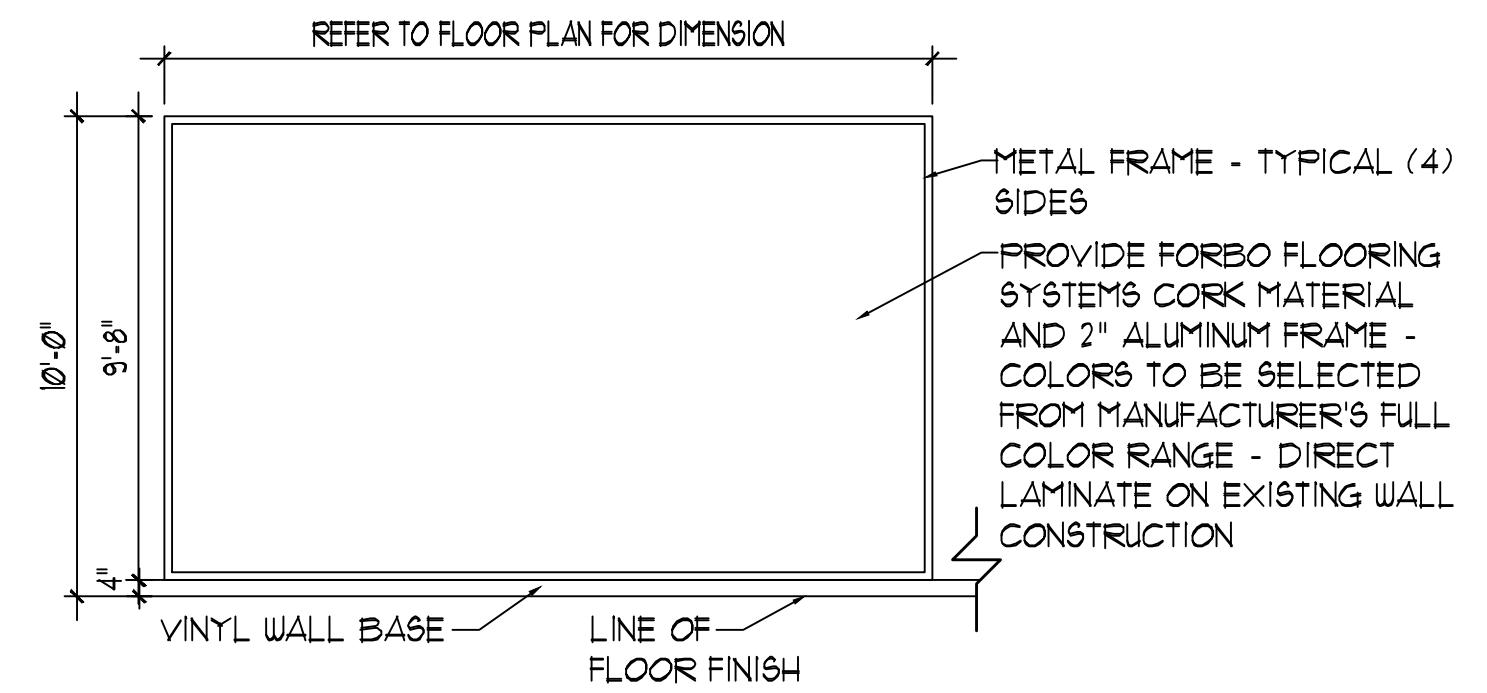 REFER TO FLOOR PLAN FOR DIMENSION
METAL FRAME - TYPICAL (4)
SIDES
PROVIDE FORBO FLOORING
SYSTEMS CORK MATERIAL
AND 2" ALUMINUM FRAME -
COLORS TO BE SELECTED
FROM MANUFACTURER'S FULL
COLOR RANGE - DIRECT
LAMINATE ON EXISTING WALL
CONSTRUCTION
10'-0"
9'-8"
4"
VINYL WALL BASE
LINE OF
FLOOR FINISH